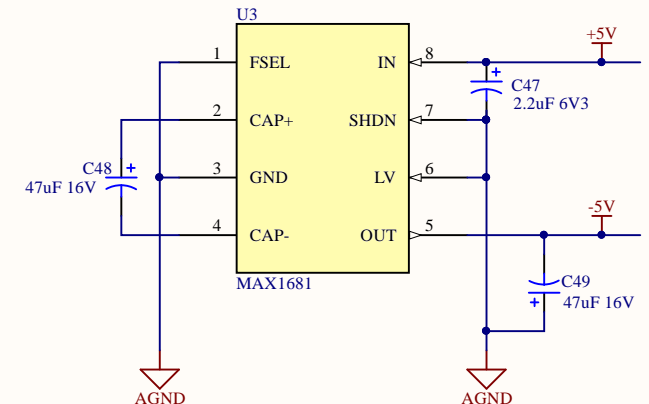 U3
+5V
1 FSEL IN 8
C47
2.2uF 6V3
2 CAP+ SHDN 7
C48
47uF 16V
3 GND LV 6
-5V
4 CAP- OUT 5
MAX1681
C49
47uF 16V
AGND AGND